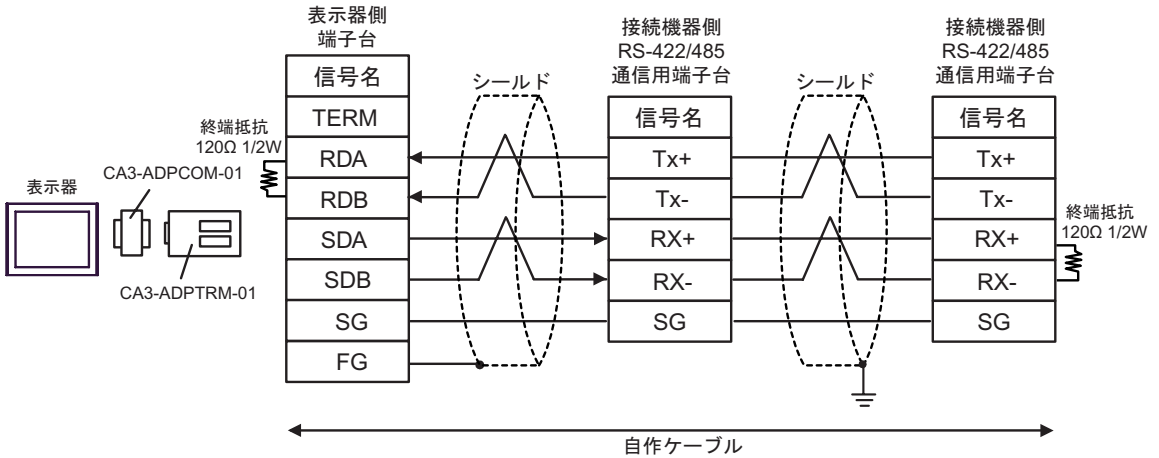 表示器
CA3-ADPCOM-01
CA3-ADPTRM-01
終端抵抗
120Ω 1/2W
表示器側
端子台
信号名
TERM
RDA
RDB
SDA
SDB
SG
FG
シールド
接続機器側
RS-422/485
通信用端子台
信号名
Tx+
Tx-
RX+
RX-
SG
シールド
接続機器側
RS-422/485
通信用端子台
信号名
Tx+
Tx-
RX+
RX-
SG
終端抵抗
120Ω 1/2W
自作ケーブル